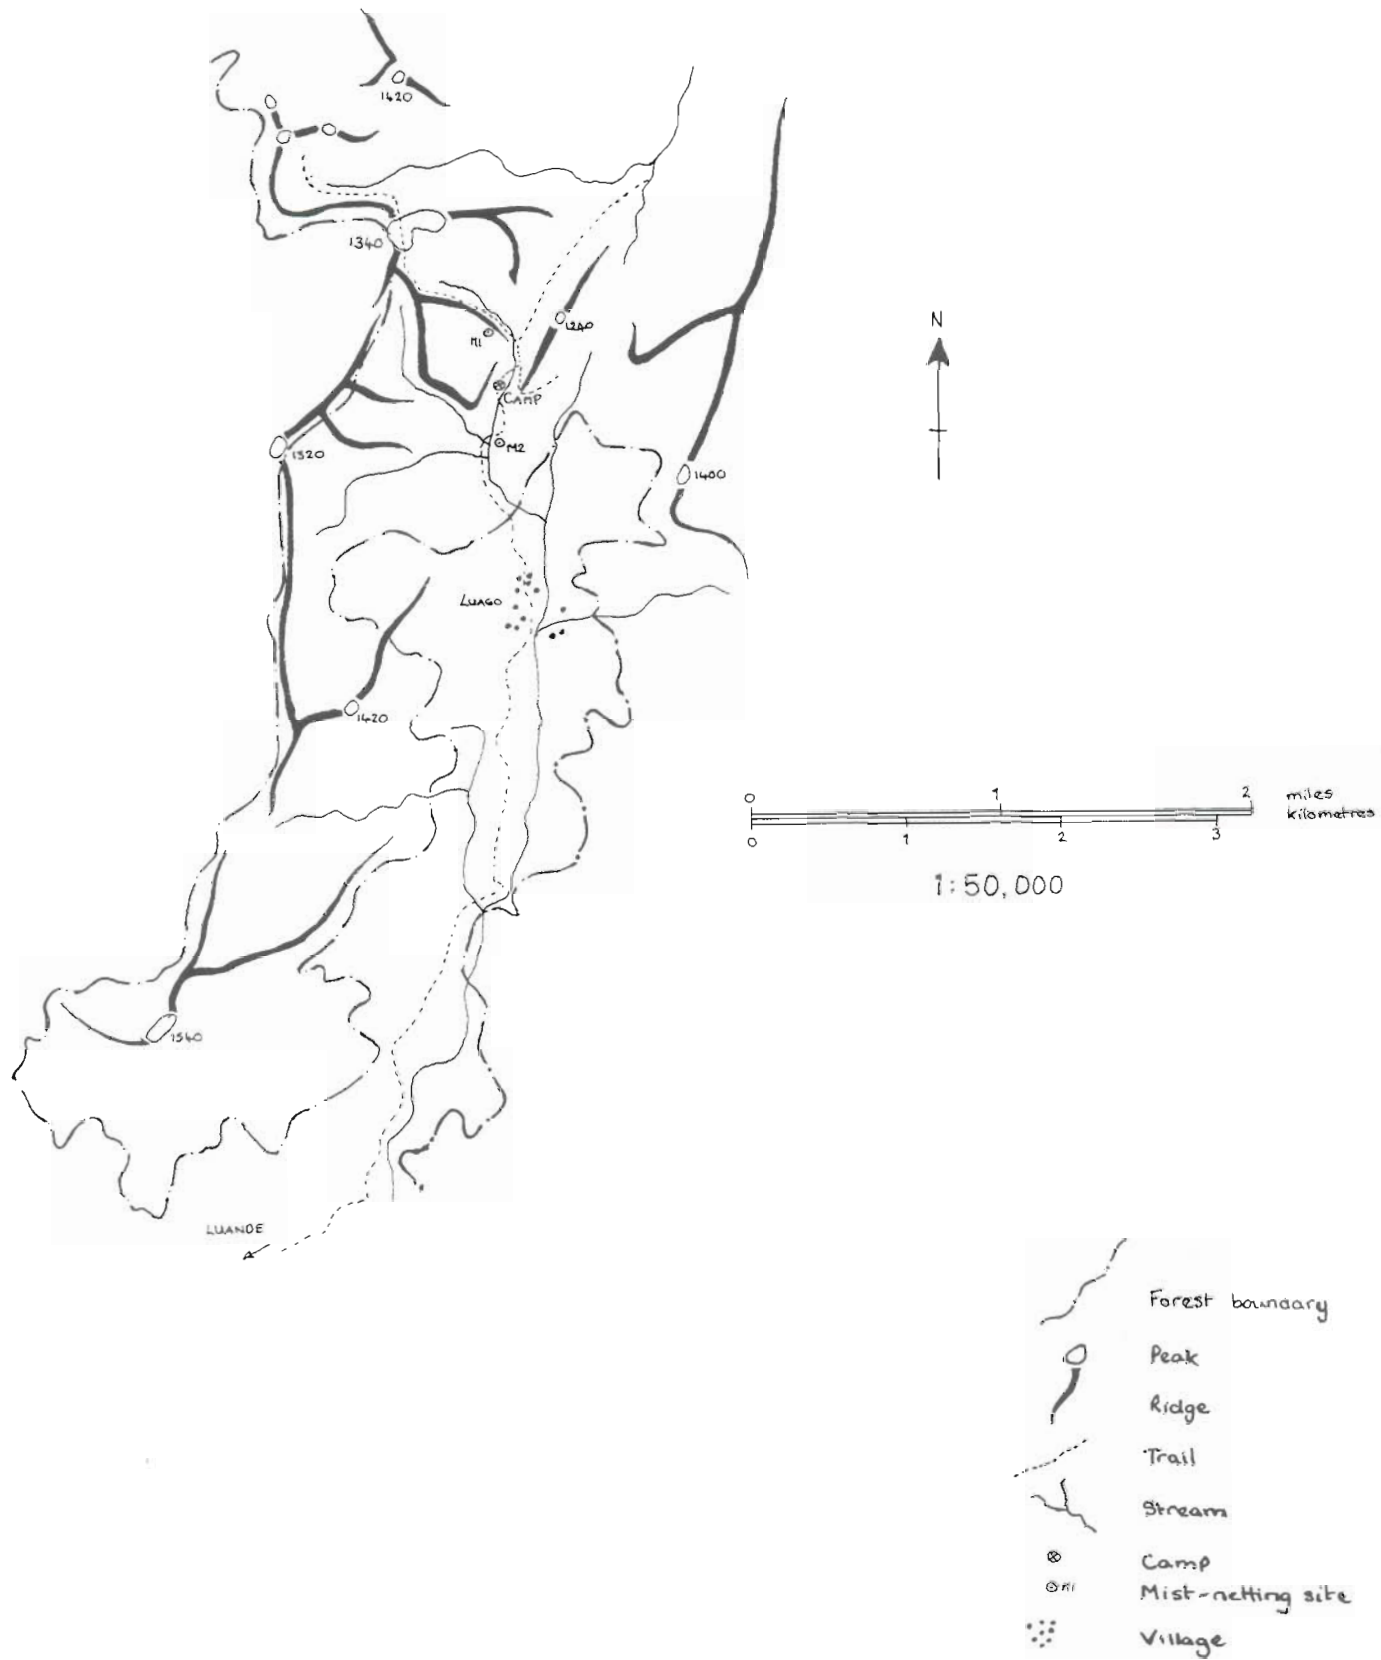 1420
1340
N
1240
M1
CAMP
M2
1320
1400
LUAGO
1420
0 1 2 miles
kilometres
0 1 2 3
1:50,000
1540
LUANDE
Forest boundary
Peak
Ridge
Trail
Stream
Camp
M1
Mist-netting site
Village